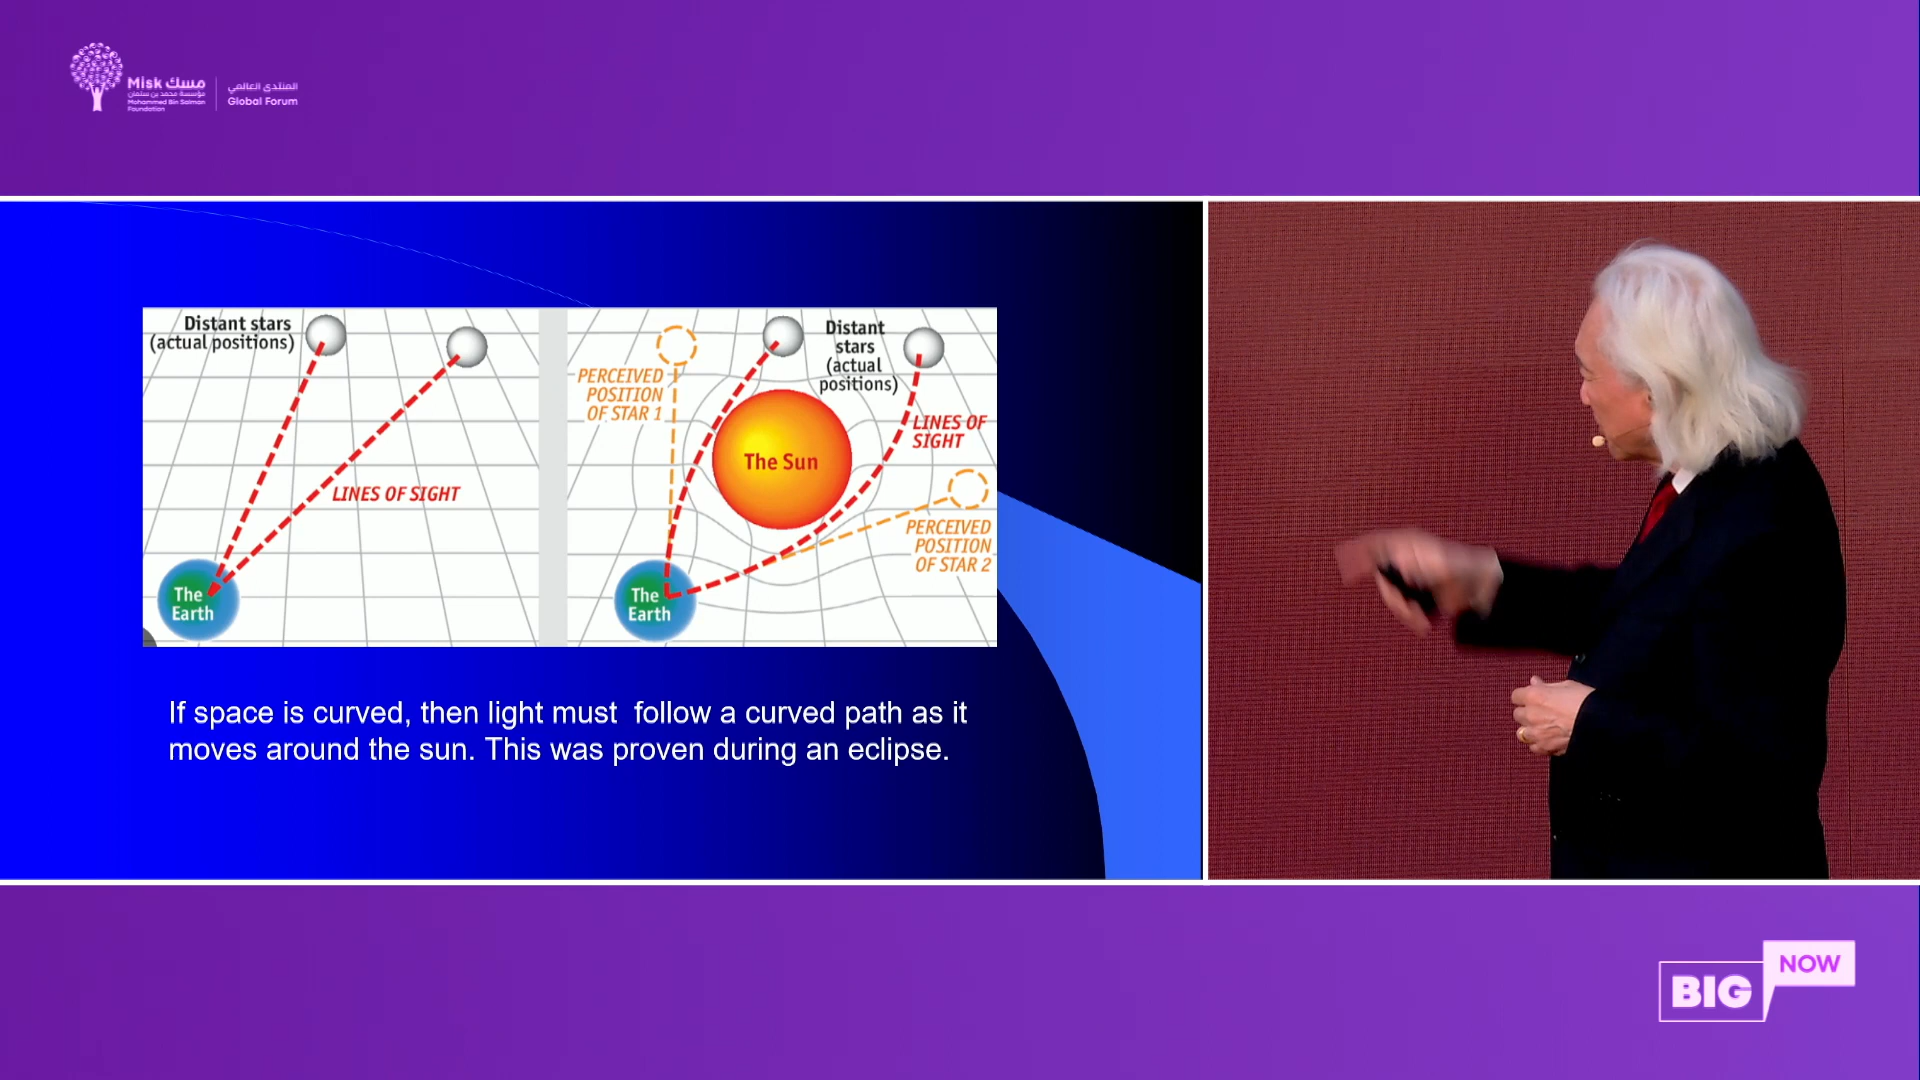 Misk مسك
مؤسسة محمد بن سلمان
Mohammed Bin Salman
Foundation
المنتدى العالمي
Global Forum
Distant stars
(actual positions)
LINES OF SIGHT
The
Earth
PERCEIVED
POSITION
OF STAR 1
Distant
stars
(actual
positions)
The Sun
LINES OF
SIGHT
PERCEIVED
POSITION
OF STAR 2
The
Earth
If space is curved, then light must  follow a curved path as it
moves around the sun. This was proven during an eclipse.
BIG
NOW